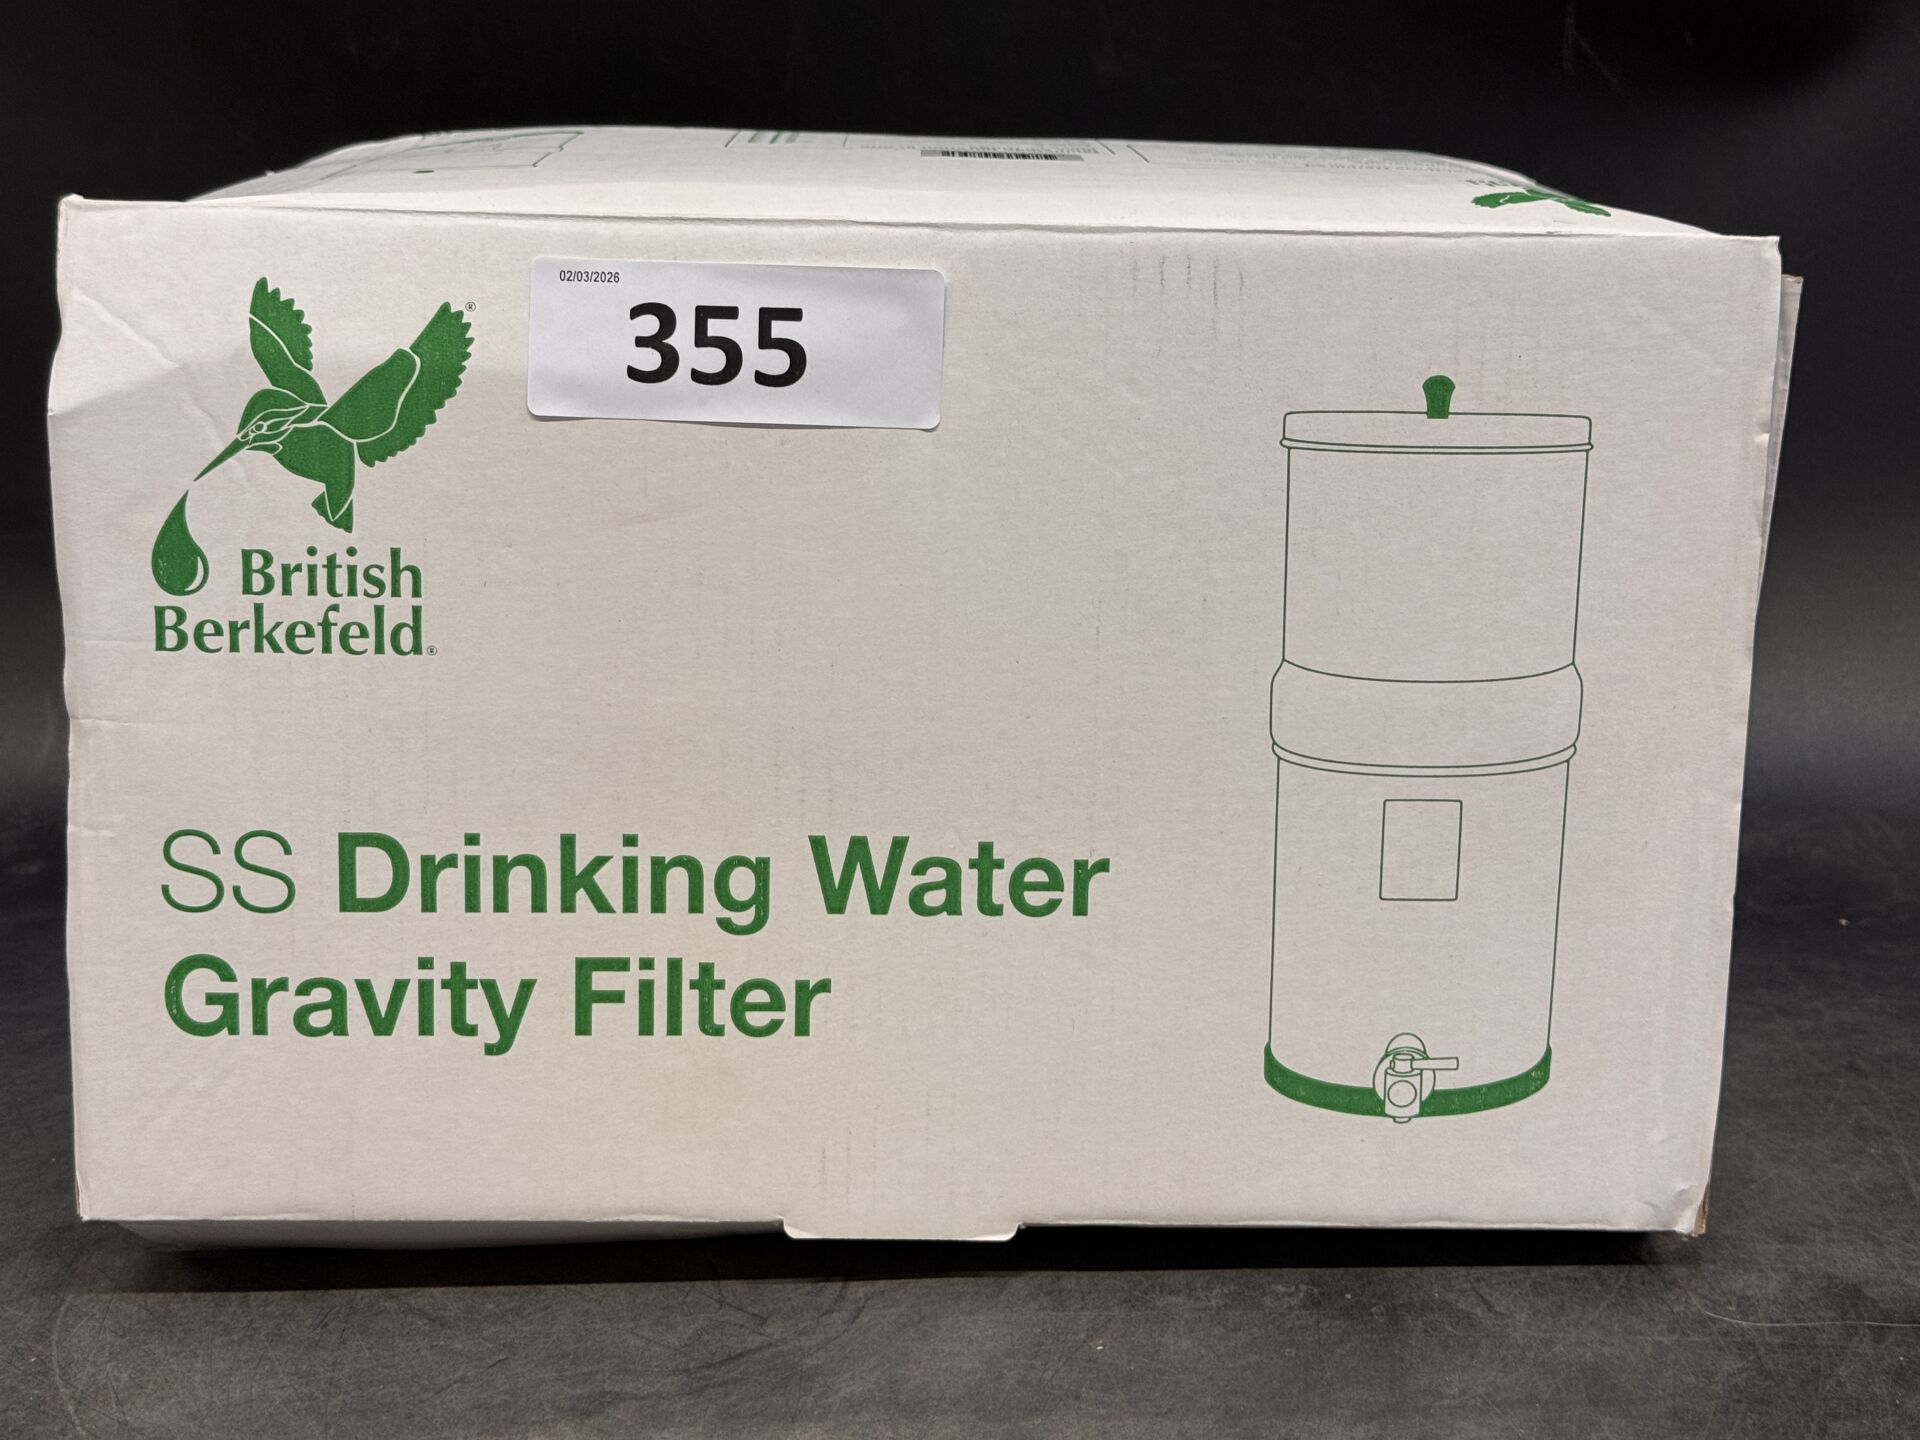 02/03/2026
355
British
Berkefeld®
SS Drinking Water
Gravity Filter